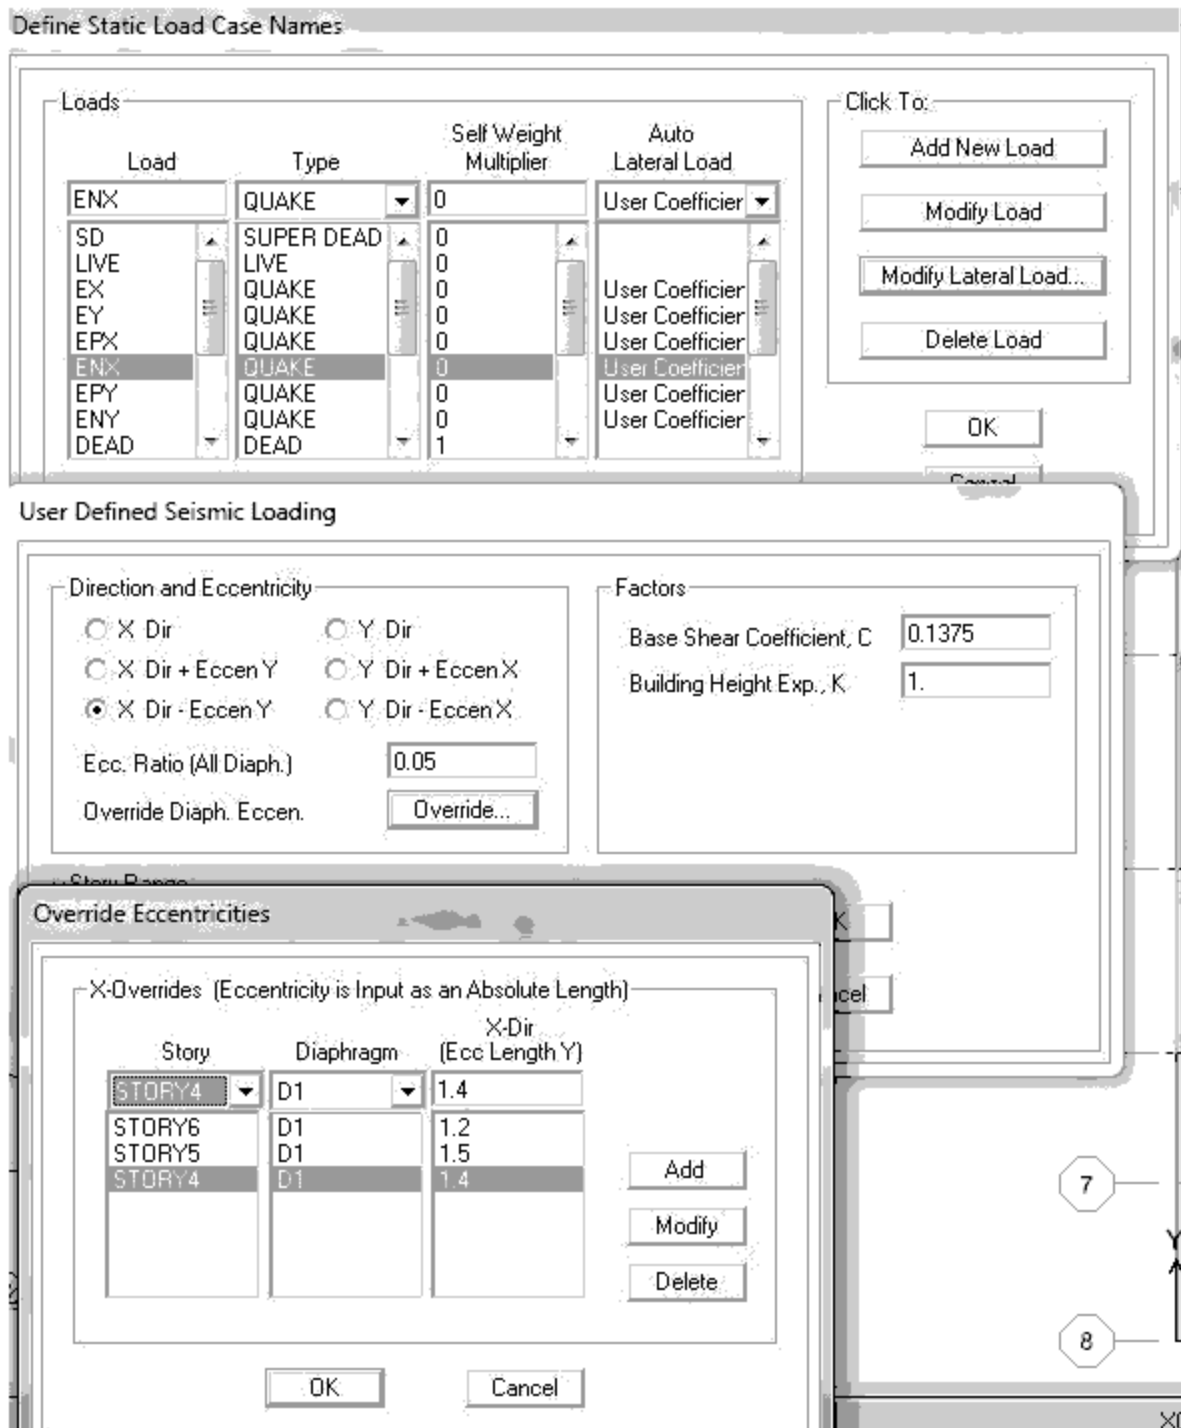 Define Static Load Case Names
Loads
Click To:
Load Type Self Weight Multiplier Auto Lateral Load
ENX QUAKE 0 User Coefficier
SD SUPER DEAD 0
LIVE LIVE 0
EX QUAKE 0 User Coefficier
EY QUAKE 0 User Coefficier
EPX QUAKE 0 User Coefficier
ENX QUAKE 0 User Coefficier
EPY QUAKE 0 User Coefficier
ENY QUAKE 0 User Coefficier
DEAD DEAD 1
Add New Load
Modify Load
Modify Lateral Load...
Delete Load
OK
Cancel
User Defined Seismic Loading
Direction and Eccentricity
X Dir Y Dir
X Dir + Eccen Y Y Dir + Eccen X
X Dir - Eccen Y Y Dir - Eccen X
Ecc. Ratio (All Diaph.) 0.05
Override Diaph. Eccen. Override...
Factors
Base Shear Coefficient, C 0.1375
Building Height Exp., K 1.
Story Range
K
ncel
Override Eccentricities
X-Overrides (Eccentricity is Input as an Absolute Length)
Story Diaphragm X-Dir (Ecc Length Y)
STORY4 D1 1.4
STORY6 D1 1.2
STORY5 D1 1.5
STORY4 D1 1.4
Add
Modify
Delete
OK Cancel
7
Y
8